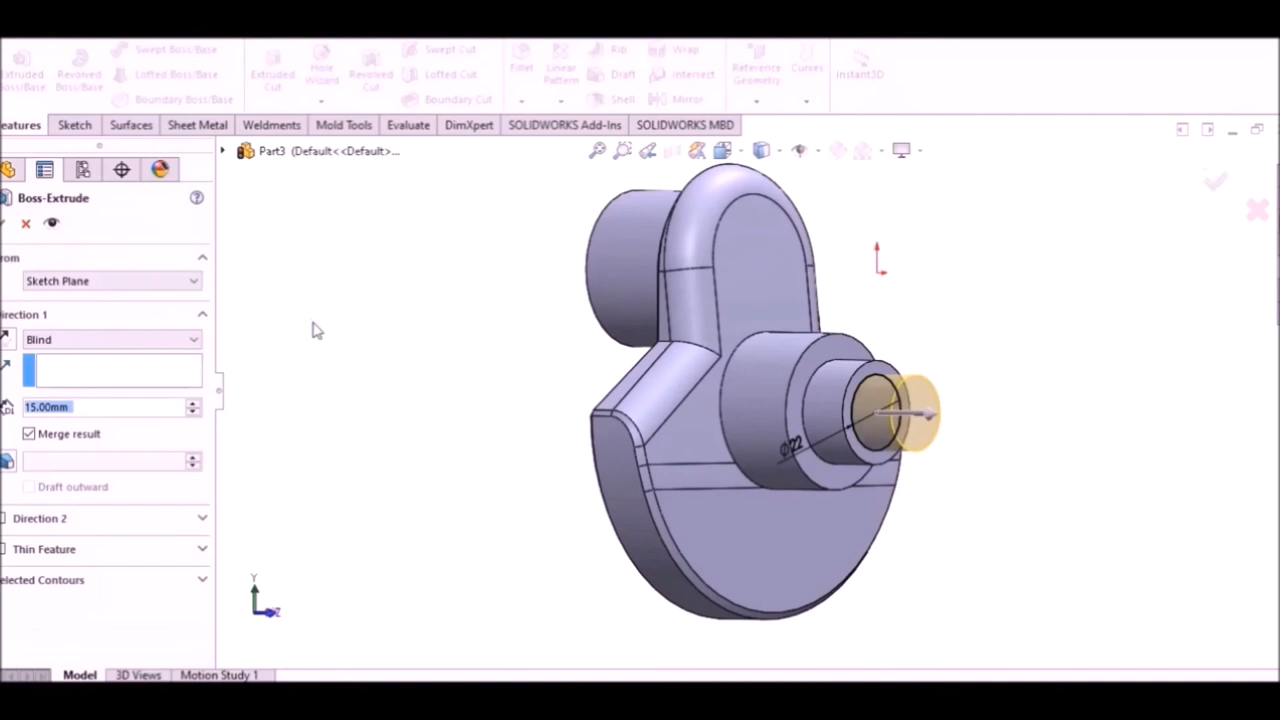 Swept Boss/Base
Swept Cut
Rib
Wrap
Extruded Boss/Base
Revolved Boss/Base
Lofted Boss/Base
Extruded Cut
Hole Wizard
Revolved Cut
Lofted Cut
Fillet
Linear Pattern
Draft
Intersect
Reference Geometry
Curves
Instant3D
Boundary Boss/Base
Boundary Cut
Shell
Mirror
eatures
Sketch
Surfaces
Sheet Metal
Weldments
Mold Tools
Evaluate
DimXpert
SOLIDWORKS Add-Ins
SOLIDWORKS MBD
Part3 (Default<<Default>...
Boss-Extrude
rom
Sketch Plane
irection 1
Blind
15.00mm
Merge result
Draft outward
Direction 2
Thin Feature
elected Contours
Φ22
Y
Z
Model
3D Views
Motion Study 1